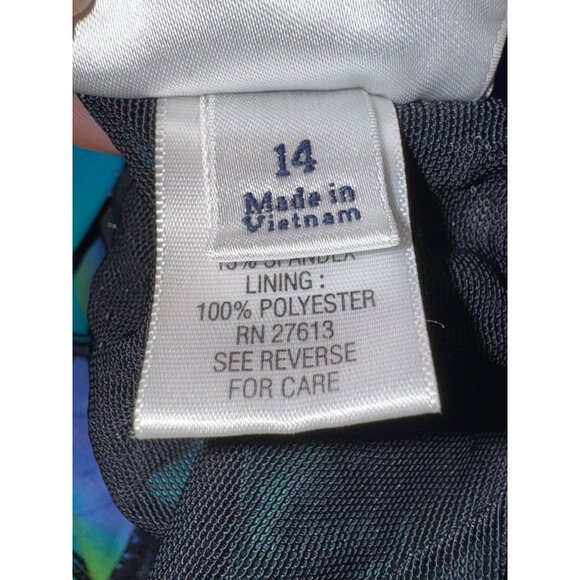 14
Made in
Vietnam
SPANDEX
LINING :
100% POLYESTER
RN 27613
SEE REVERSE
FOR CARE